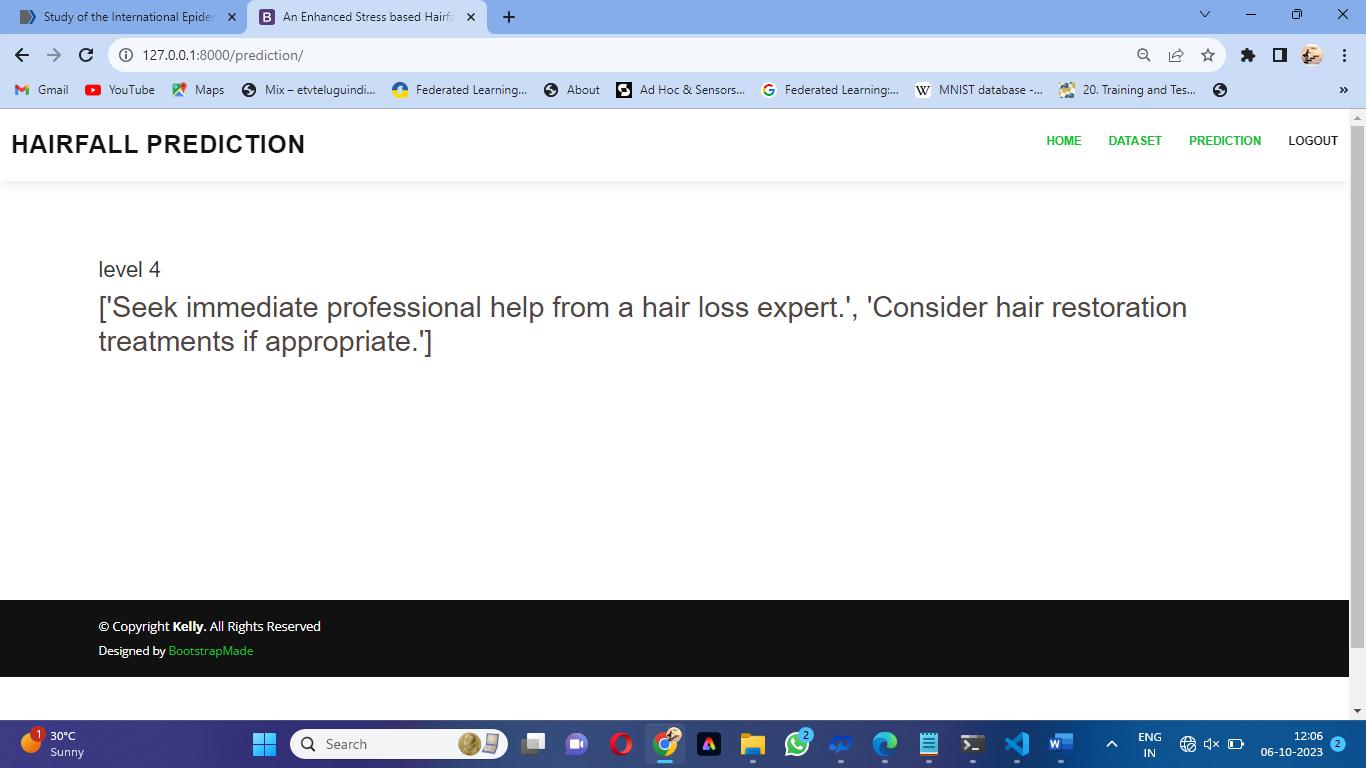 Study of the International Epider
An Enhanced Stress based Hairfa
127.0.0.1:8000/prediction/
Gmail
YouTube
Maps
Mix – etvteluguindi...
Federated Learning...
About
Ad Hoc & Sensors...
Federated Learning:...
W
MNIST database -...
20. Training and Tes...
»
HAIRFALL PREDICTION
HOME
DATASET
PREDICTION
LOGOUT
level 4
['Seek immediate professional help from a hair loss expert.', 'Consider hair restoration
treatments if appropriate.']
© Copyright Kelly. All Rights Reserved
Designed by BootstrapMade
1
30°C
Sunny
Search
2
ENG
IN
12:06
06-10-2023
2